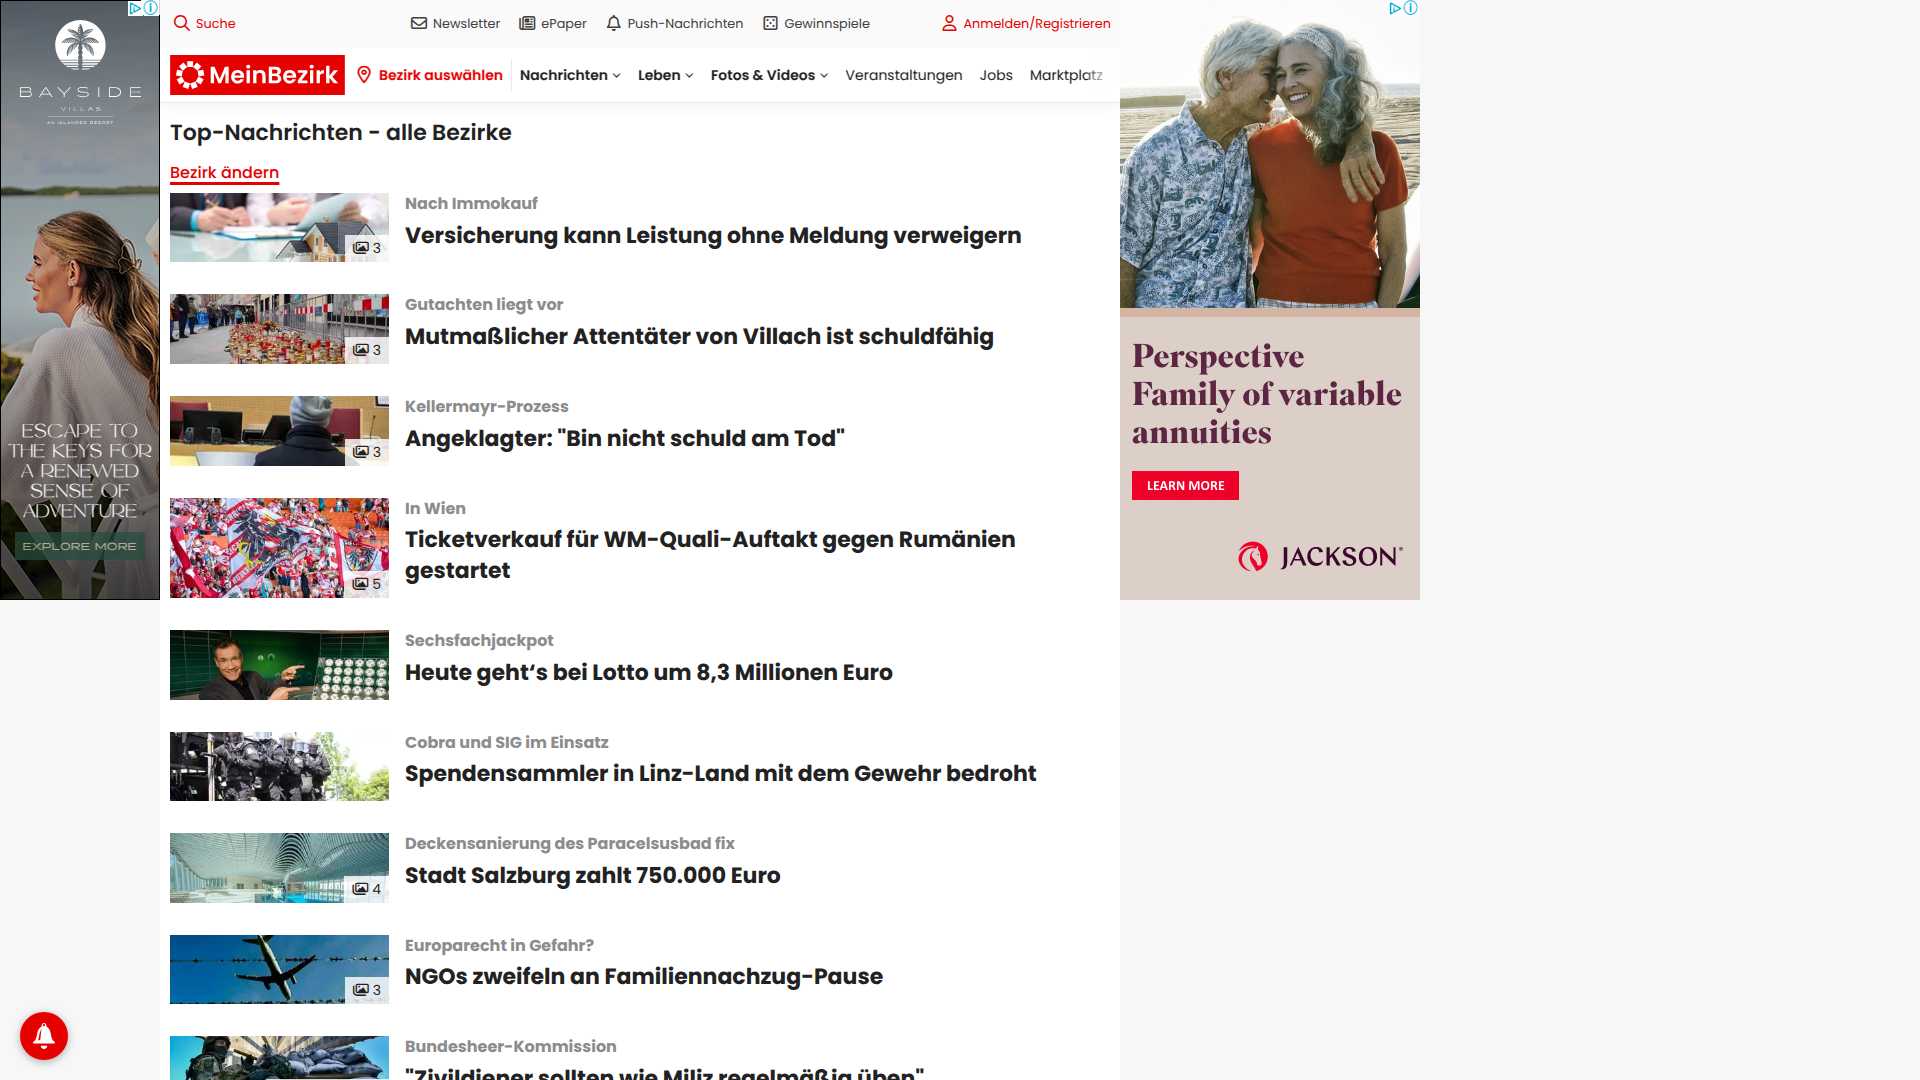 BAYSIDE
VILLAS
AN ISLANDER RESORT
ESCAPE TO
THE KEYS FOR
A RENEWED
SENSE OF
ADVENTURE
EXPLORE MORE
Suche
Newsletter
ePaper
Push-Nachrichten
Gewinnspiele
Anmelden/Registrieren
MeinBezirk
Bezirk auswählen
Nachrichten
Leben
Fotos & Videos
Veranstaltungen
Jobs
Marktplatz
Top-Nachrichten - alle Bezirke
Bezirk ändern
3
Nach Immokauf
Versicherung kann Leistung ohne Meldung verweigern
3
Gutachten liegt vor
Mutmaßlicher Attentäter von Villach ist schuldfähig
3
Kellermayr-Prozess
Angeklagter: "Bin nicht schuld am Tod"
5
In Wien
Ticketverkauf für WM-Quali-Auftakt gegen Rumänien
gestartet
Sechsfachjackpot
Heute geht‘s bei Lotto um 8,3 Millionen Euro
Cobra und SIG im Einsatz
Spendensammler in Linz-Land mit dem Gewehr bedroht
4
Deckensanierung des Paracelsusbad fix
Stadt Salzburg zahlt 750.000 Euro
3
Europarecht in Gefahr?
NGOs zweifeln an Familiennachzug-Pause
Bundesheer-Kommission
"Zivildiener sollten wie Miliz regelmäßig üben"
Perspective
Family of variable
annuities
LEARN MORE
JACKSON®